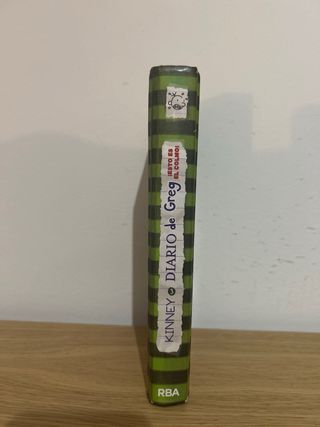 KINNEY 3 DIARIO de Greg
¡ESTO ES
EL COLMO!
RBA